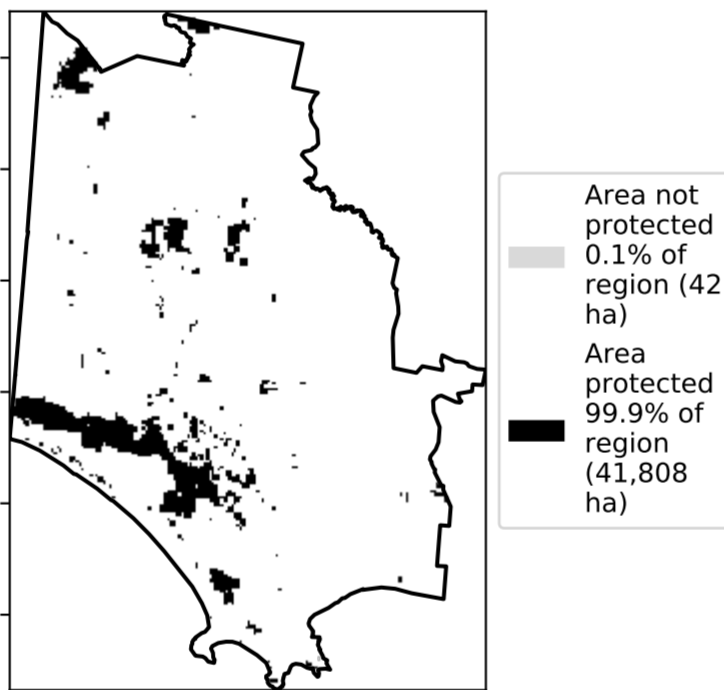 Area not
protected
0.1% of
region (42
ha)
Area
protected
99.9% of
region
(41,808
ha)